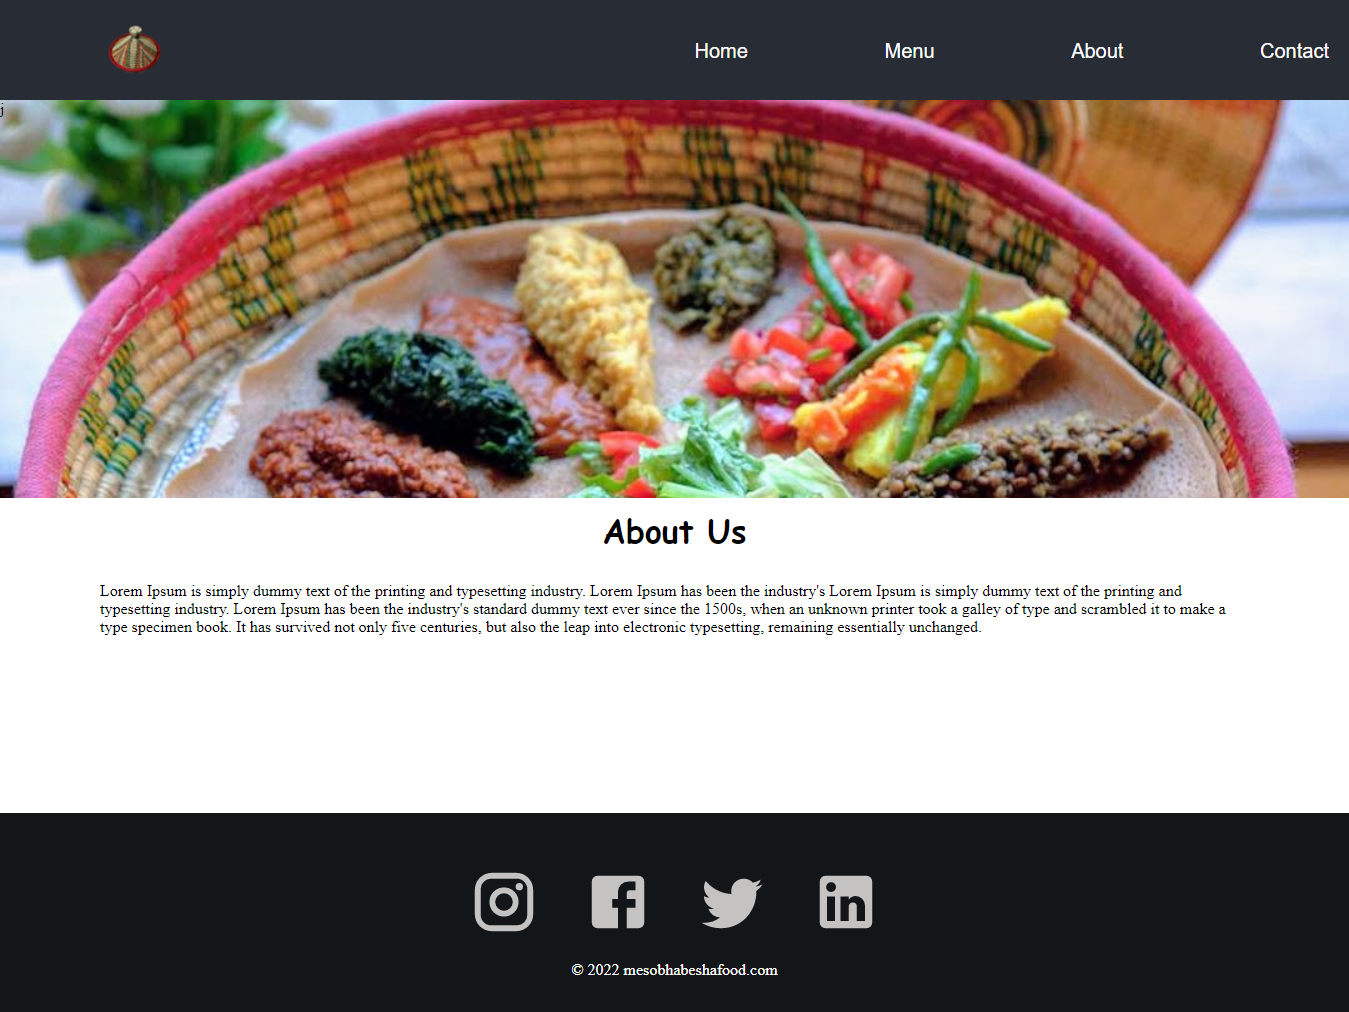 Home Menu About Contact
j
About Us
Lorem Ipsum is simply dummy text of the printing and typesetting industry. Lorem Ipsum has been the industry's Lorem Ipsum is simply dummy text of the printing and
typesetting industry. Lorem Ipsum has been the industry's standard dummy text ever since the 1500s, when an unknown printer took a galley of type and scrambled it to make a
type specimen book. It has survived not only five centuries, but also the leap into electronic typesetting, remaining essentially unchanged.
© 2022 mesobhabeshafood.com